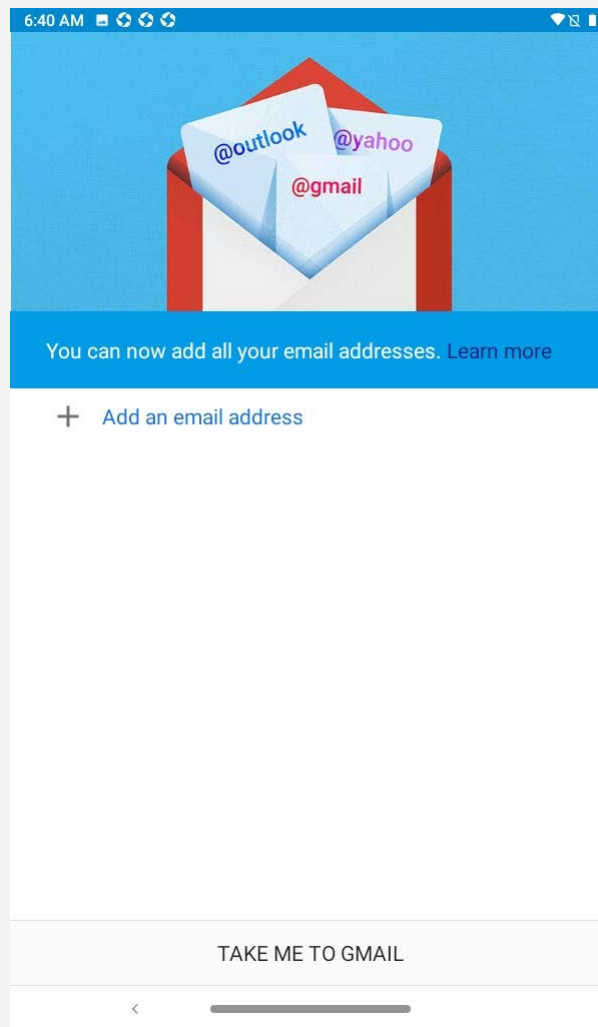 6:40 AM
@outlook
@yahoo
@gmail
You can now add all your email addresses. Learn more
Add an email address
TAKE ME TO GMAIL